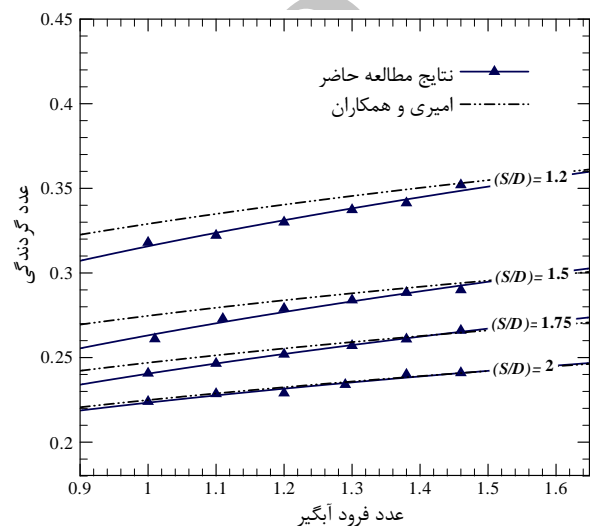 0.45
0.4
0.35
0.3
0.25
0.2
عدد گردندگی
نتایج مطالعه حاضر
امیری و همکاران
(S/D)= 1.2
(S/D)= 1.5
(S/D)= 1.75
(S/D)= 2
0.9 1 1.1 1.2 1.3 1.4 1.5 1.6
عدد فرود آبگیر